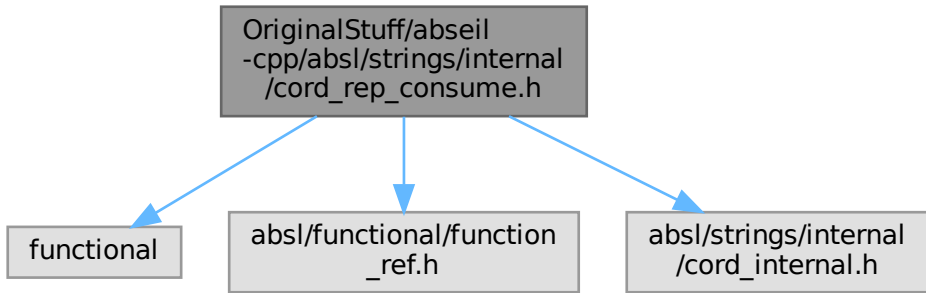 OriginalStuff/abseil
-cpp/absl/strings/internal
/cord_rep_consume.h
functional
absl/functional/function
_ref.h
absl/strings/internal
/cord_internal.h